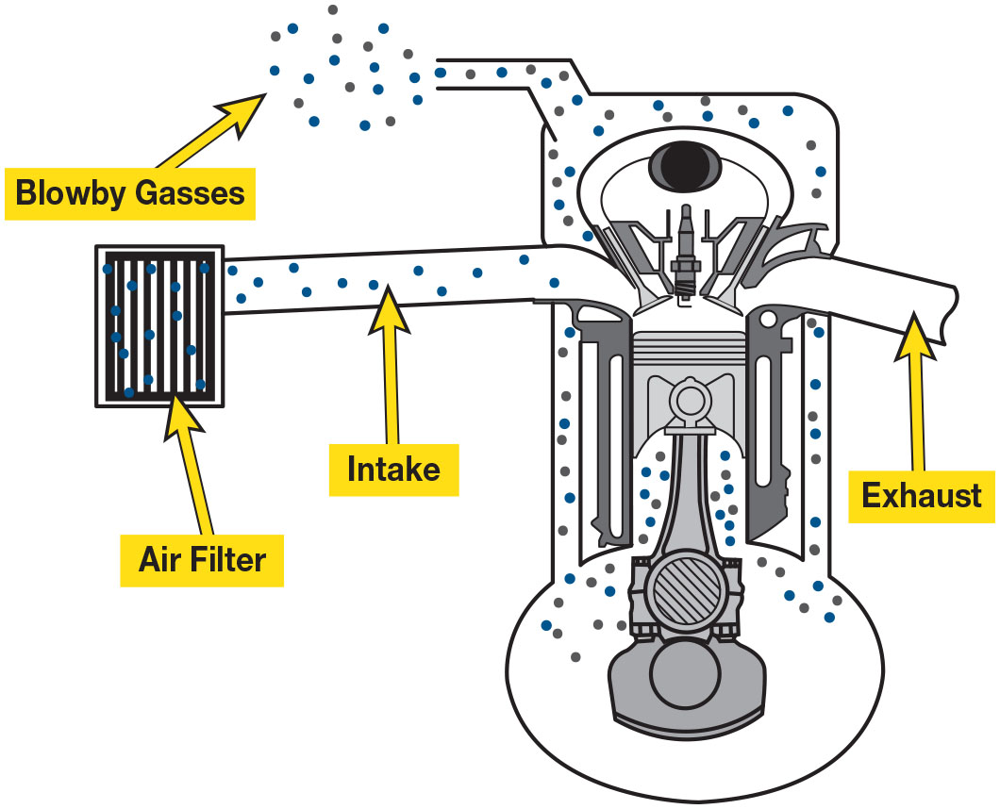 Blowby Gasses
Intake
Exhaust
Air Filter